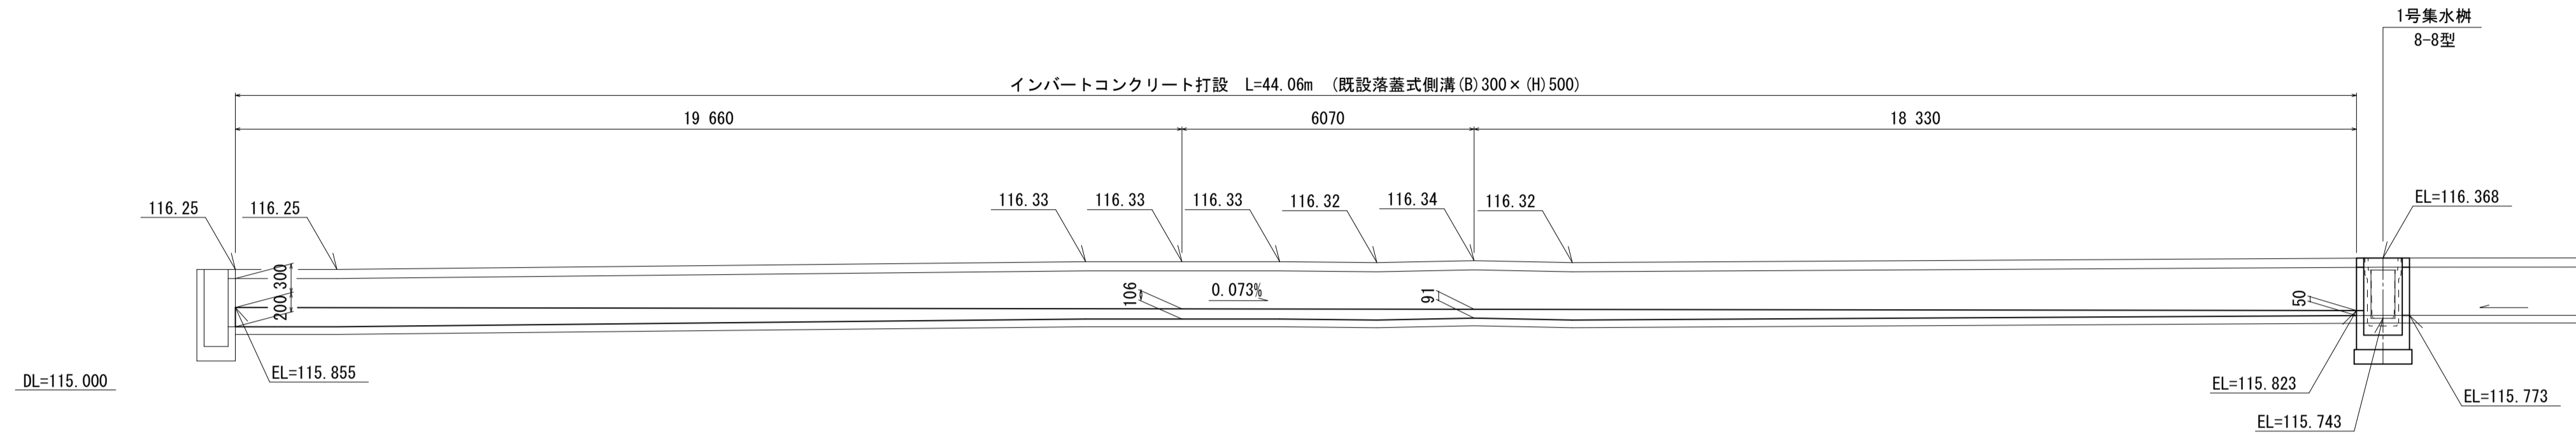 1号集水桝
8-8型
インバートコンクリート打設 L=44.06m (既設落蓋式側溝(B)300×(H)500)
19 660
6070
18 330
116.25
116.25
116.33
116.33
116.33
116.32
116.34
116.32
EL=116.368
300
200
106
0.073%
91
50
EL=115.855
DL=115.000
EL=115.823
EL=115.773
EL=115.743